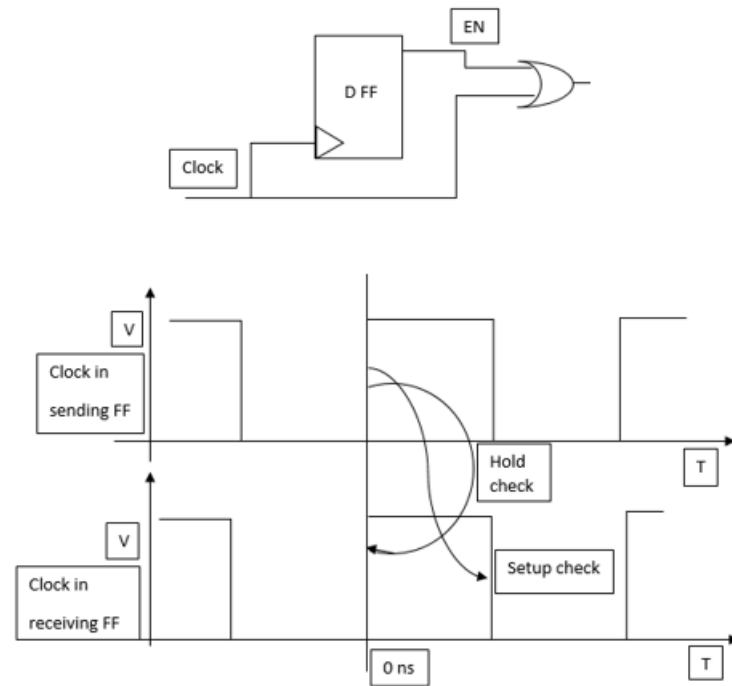 EN
D FF
Clock
V
Clock in
sending FF
T
Hold
check
V
Setup check
Clock in
receiving FF
0 ns
T